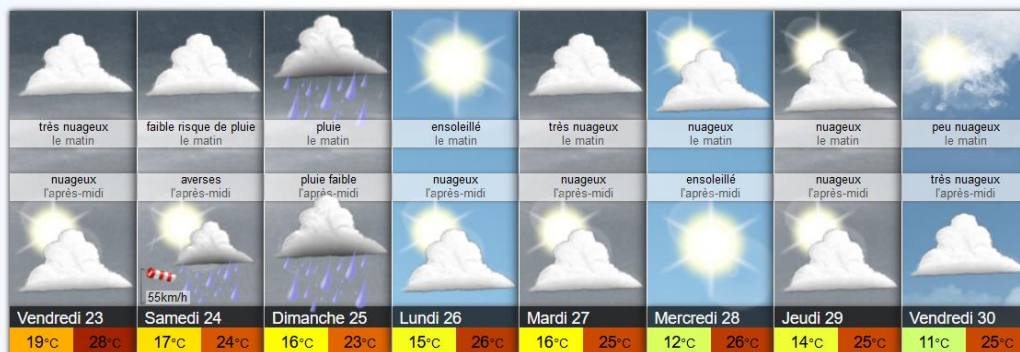 très nuageux
le matin
faible risque de pluie
le matin
pluie
le matin
ensoleillé
le matin
très nuageux
le matin
nuageux
le matin
nuageux
le matin
peu nuageux
le matin
nuageux
l'après-midi
averses
l'après-midi
pluie faible
l'après-midi
nuageux
l'après-midi
nuageux
l'après-midi
ensoleillé
l'après-midi
nuageux
l'après-midi
très nuageux
l'après-midi
55km/h
Vendredi 23
Samedi 24
Dimanche 25
Lundi 26
Mardi 27
Mercredi 28
Jeudi 29
Vendredi 30
19°C 28°C
17°C 24°C
16°C 23°C
15°C 26°C
16°C 25°C
12°C 26°C
14°C 25°C
11°C 25°C